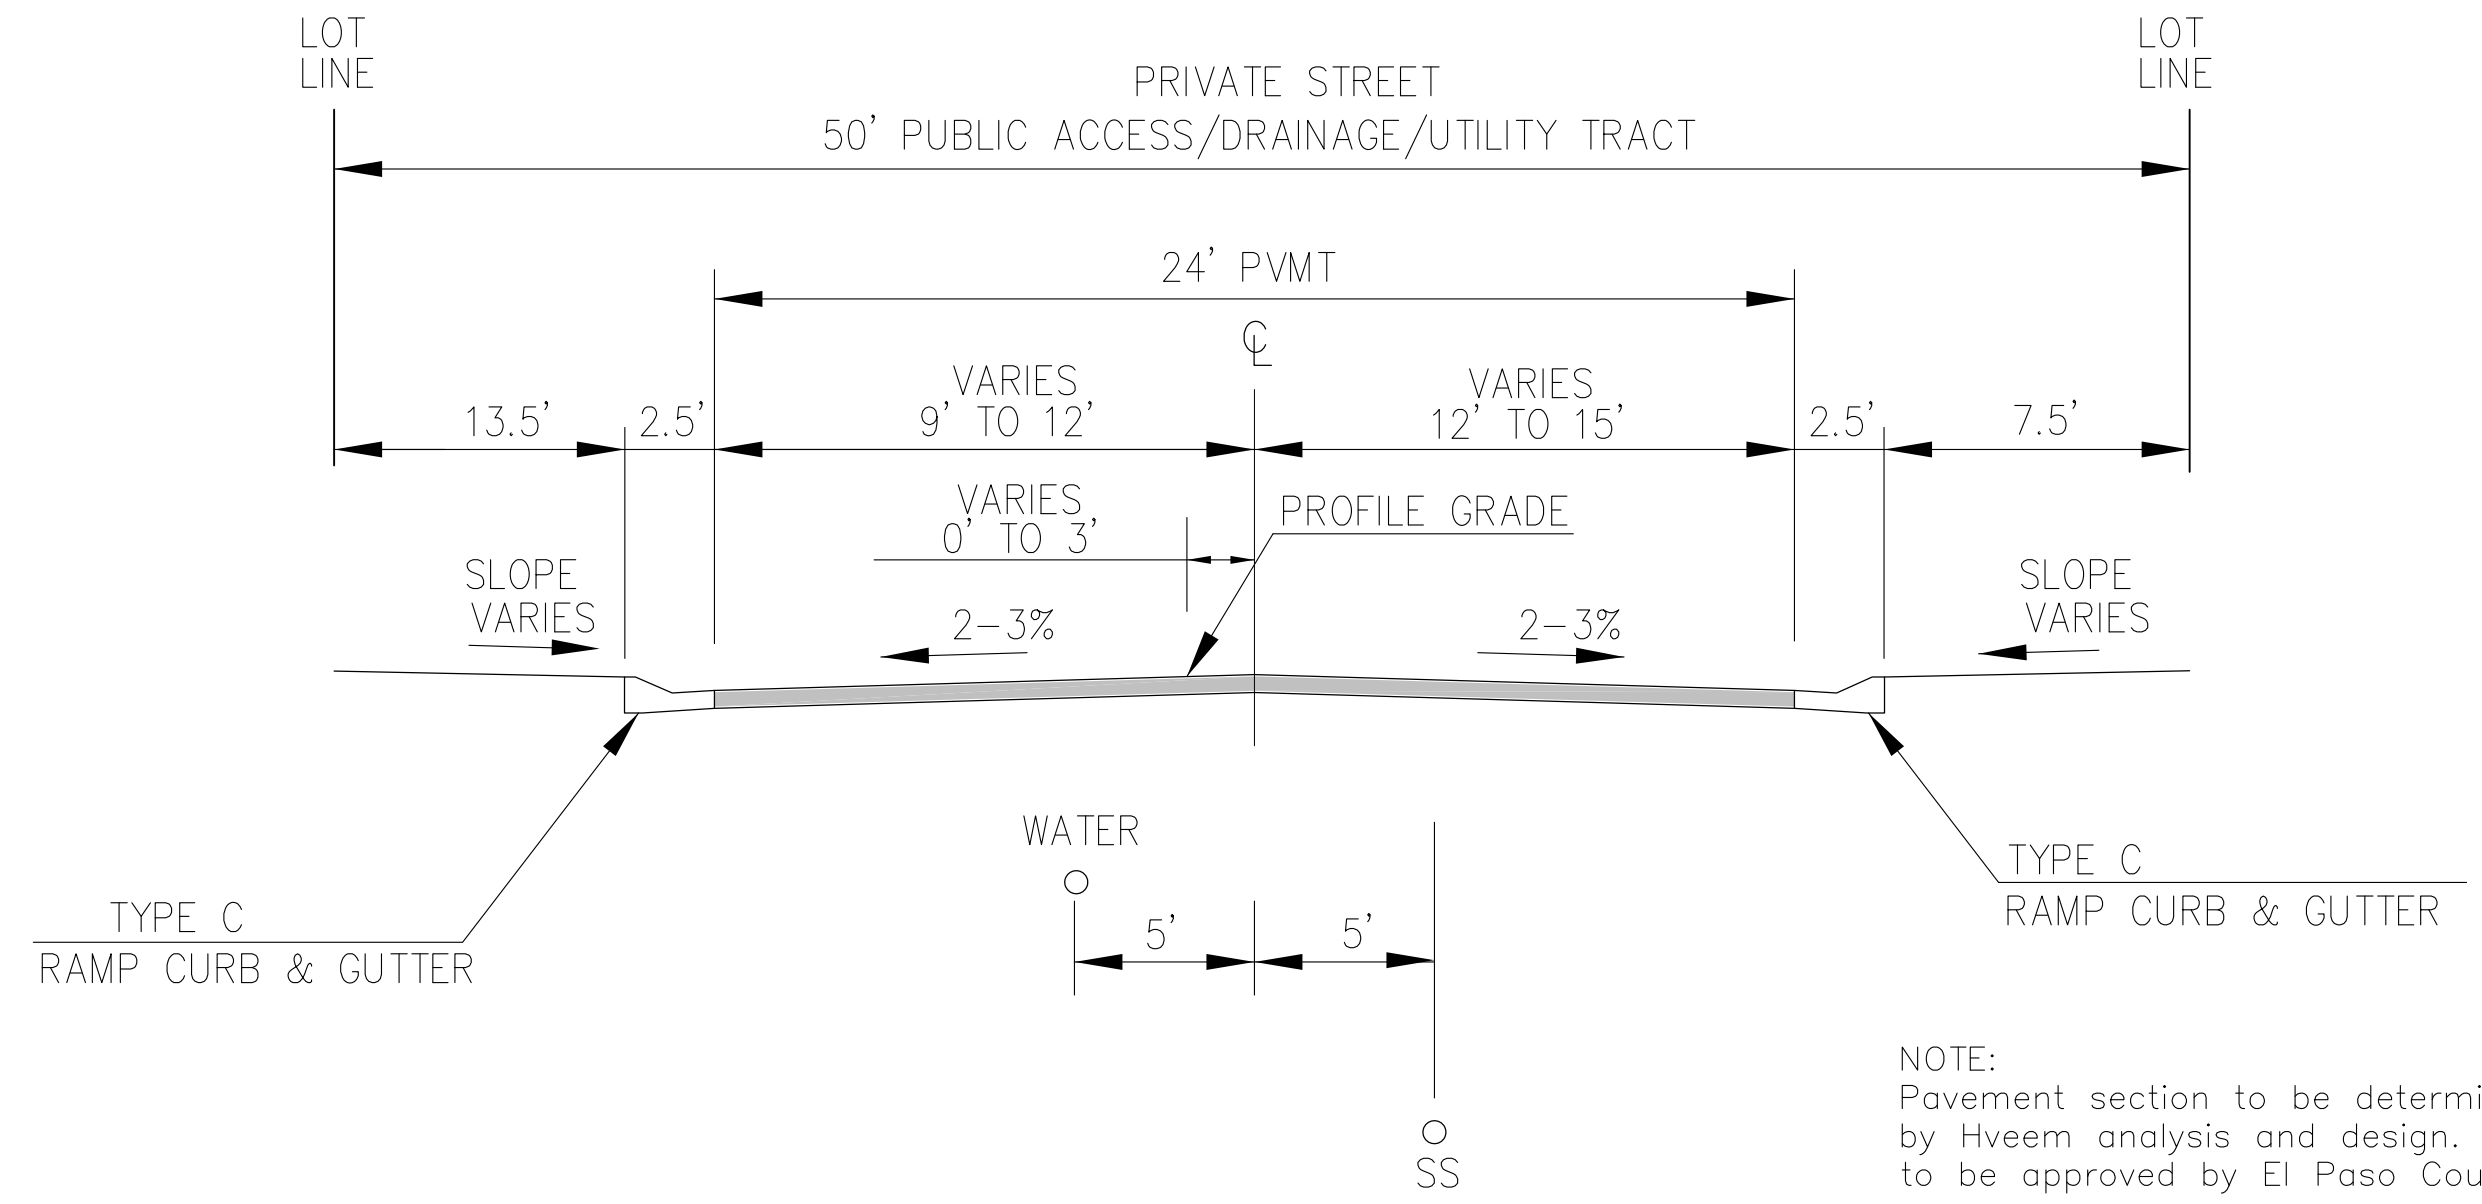 LOT
LINE
LOT
LINE
PRIVATE STREET
50' PUBLIC ACCESS/DRAINAGE/UTILITY TRACT
24' PVMT
℄
13.5'
2.5'
VARIES
9' TO 12'
VARIES
12' TO 15'
2.5'
7.5'
VARIES
0' TO 3'
PROFILE GRADE
SLOPE
VARIES
2-3%
2-3%
SLOPE
VARIES
WATER
5'
5'
TYPE C
RAMP CURB & GUTTER
TYPE C
RAMP CURB & GUTTER
SS
NOTE:
Pavement section to be
by Hveem analysis and design.
to be approved by El Paso